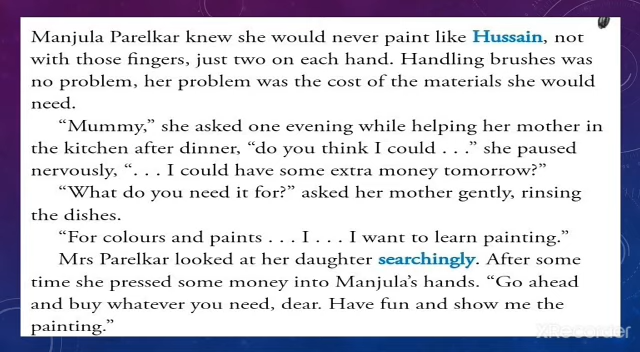 Manjula Parelkar knew she would never paint like Hussain, not
with those fingers, just two on each hand. Handling brushes was
no problem, her problem was the cost of the materials she would
need.
“Mummy,” she asked one evening while helping her mother in
the kitchen after dinner, “do you think I could . . .” she paused
nervously, “. . . I could have some extra money tomorrow?”
“What do you need it for?” asked her mother gently, rinsing
the dishes.
“For colours and paints . . . I . . . I want to learn painting.”
Mrs Parelkar looked at her daughter searchingly. After some
time she pressed some money into Manjula’s hands. “Go ahead
and buy whatever you need, dear. Have fun and show me the
painting.”
XRecorder